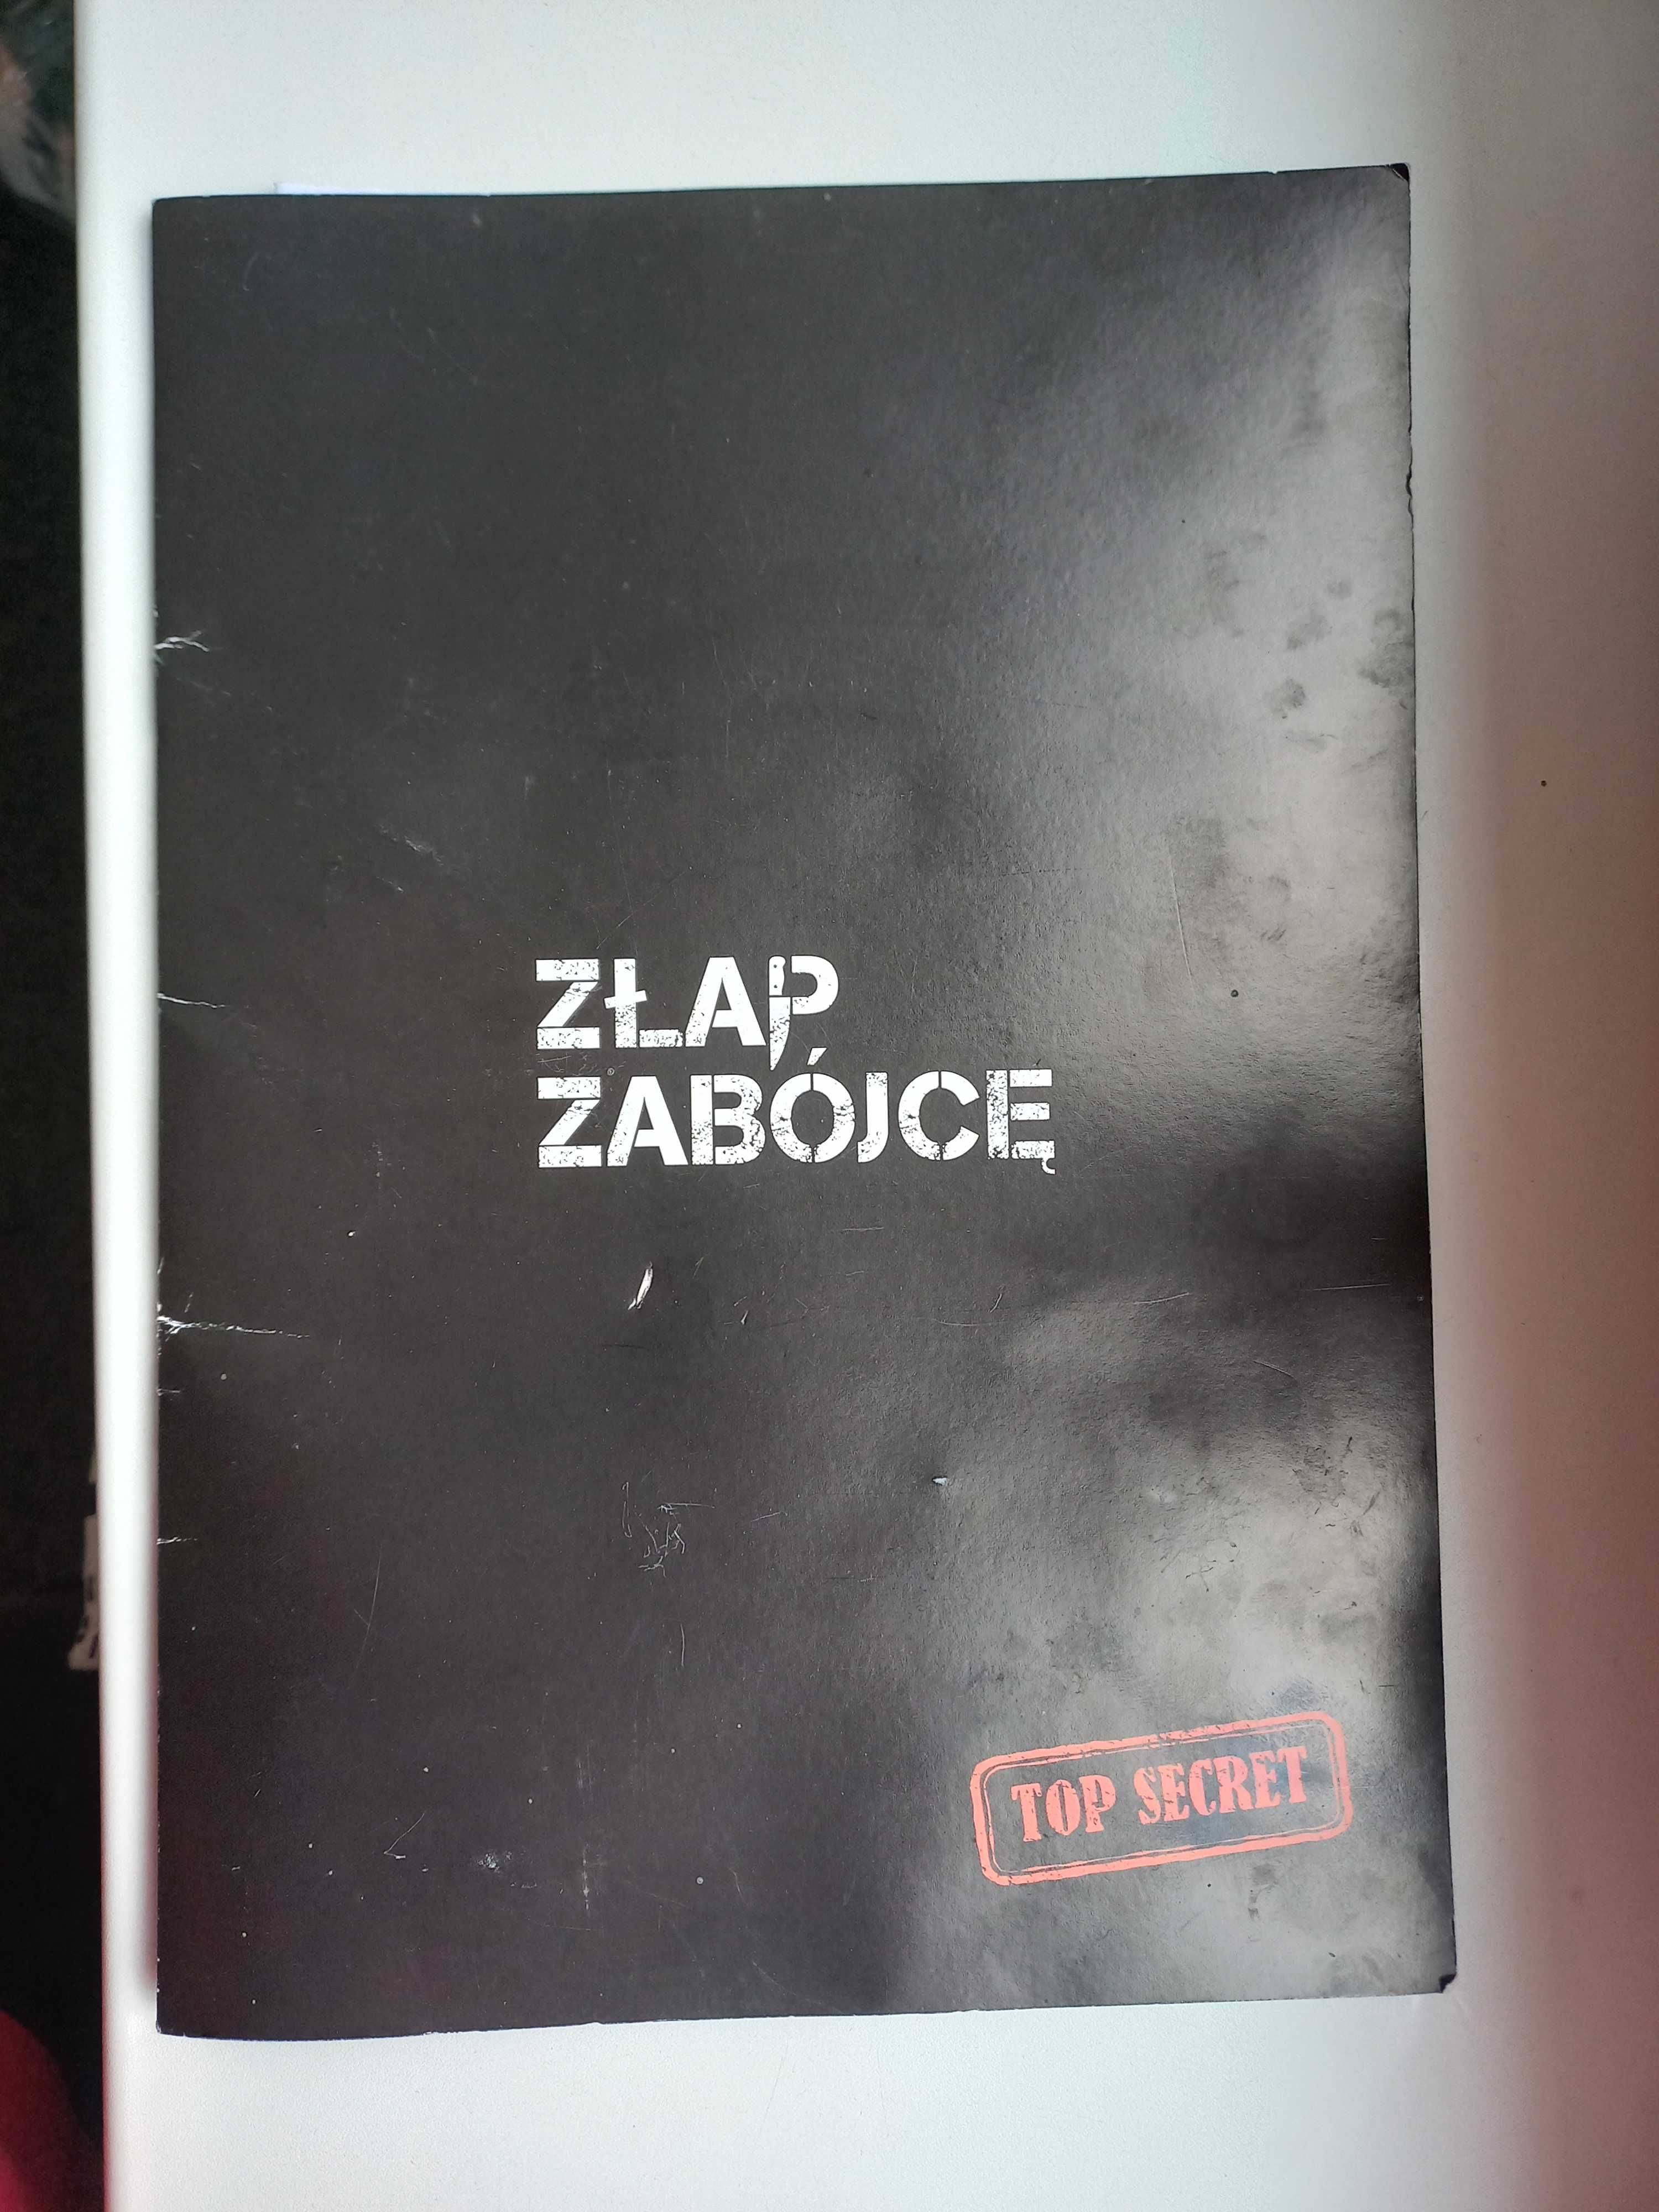 ZŁAP
ZABÓJCĘ
TOP SECRET